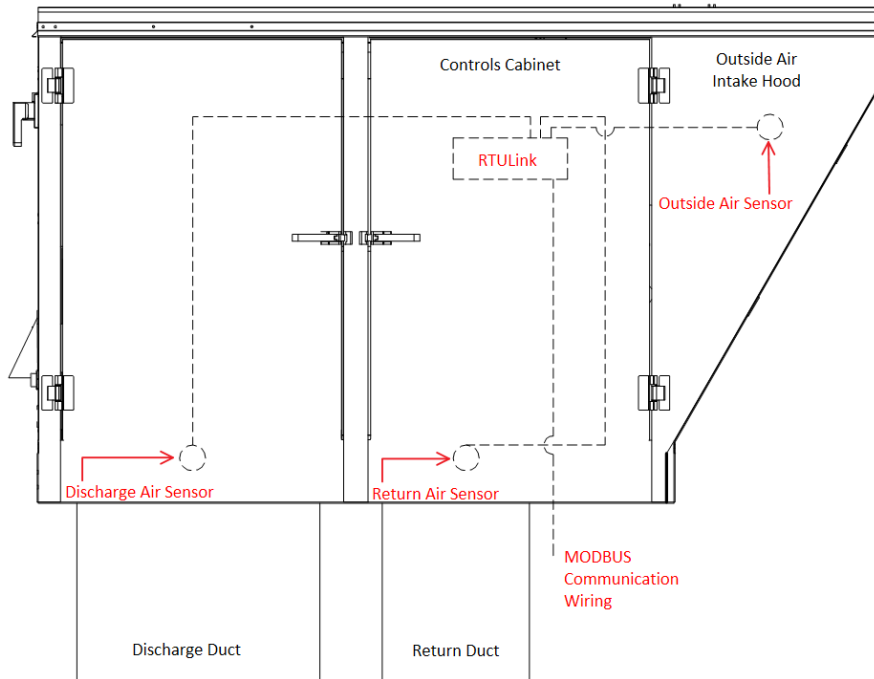 Controls Cabinet
Outside Air
Intake Hood
RTULink
Outside Air Sensor
Discharge Air Sensor
Return Air Sensor
MODBUS
Communication
Wiring
Discharge Duct
Return Duct